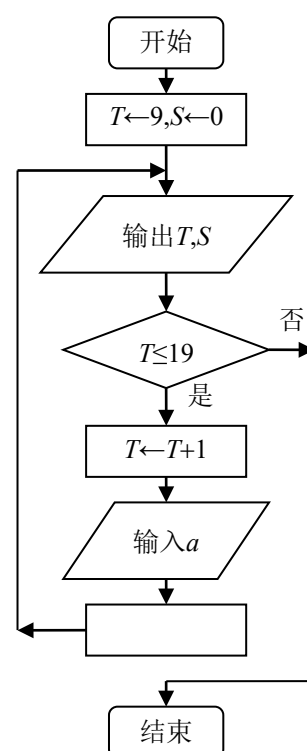 开始
T←9,S←0
输出T,S
T≤19
否
是
T←T+1
输入a
结束